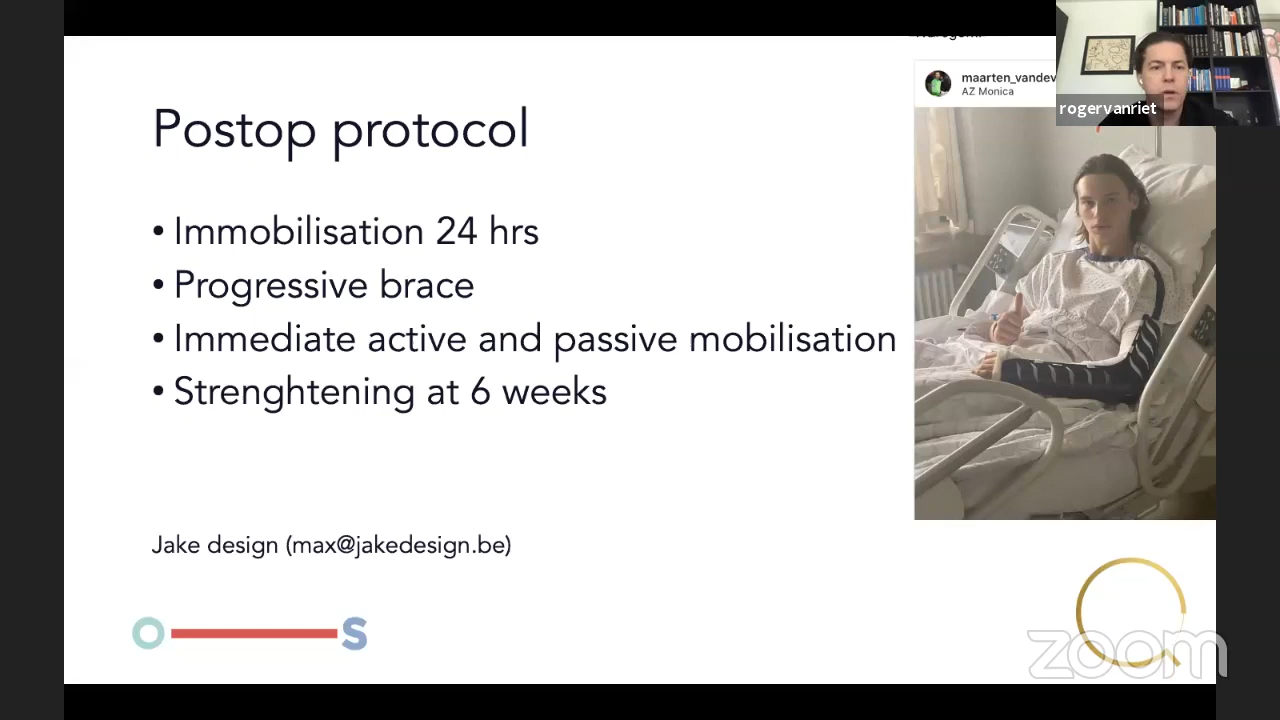 Postop protocol
• Immobilisation 24 hrs
• Progressive brace
• Immediate active and passive mobilisation
• Strenghtening at 6 weeks
Jake design (max@jakedesign.be)
O S
maarten_vandev
AZ Monica
rogervanriet
zoom